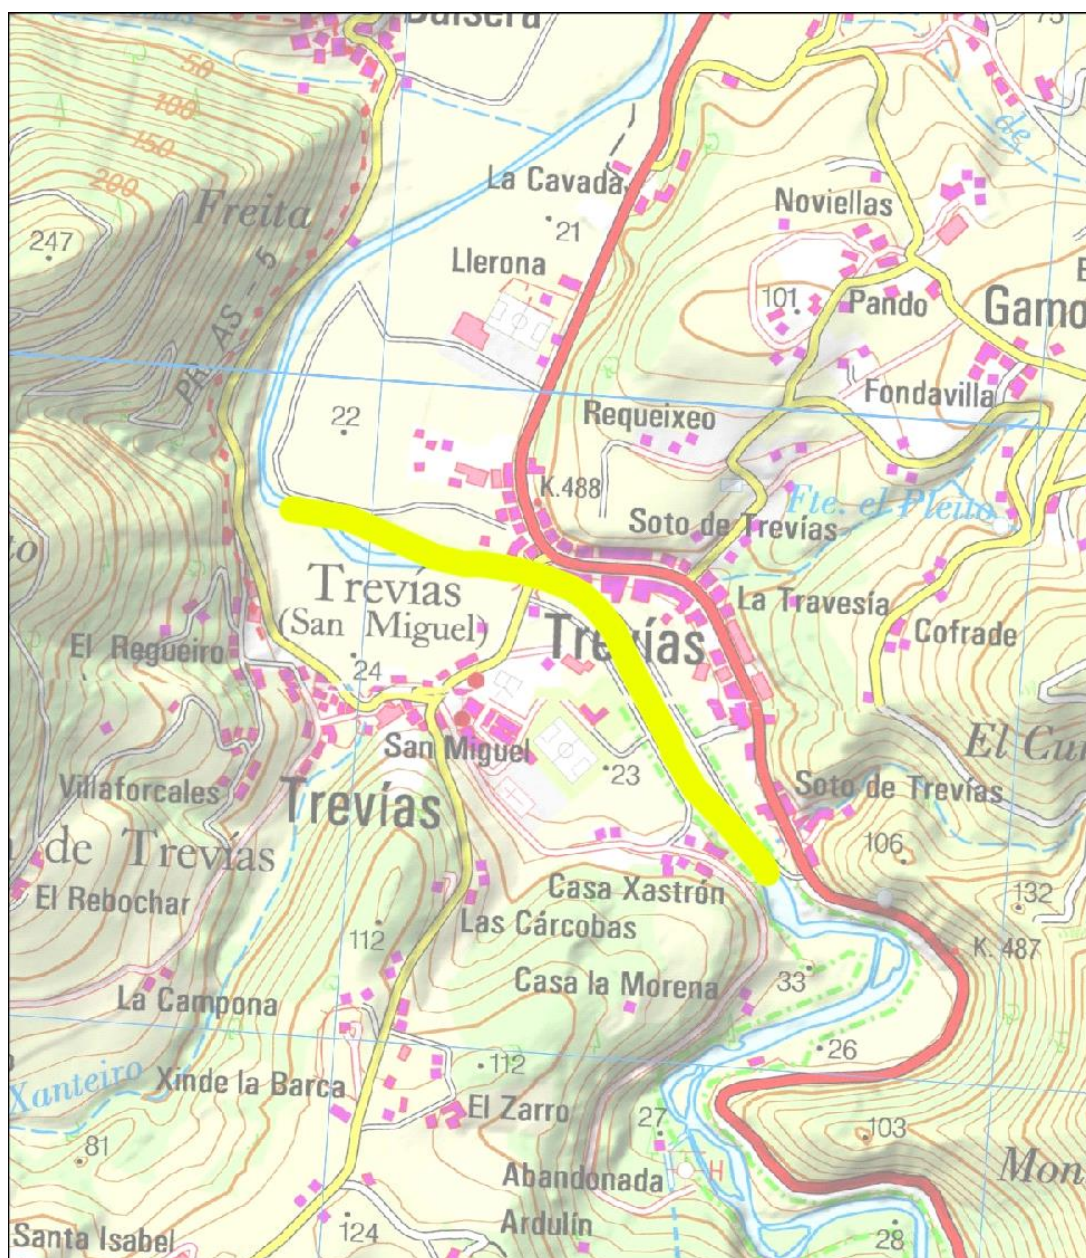 50
100
150
200
Freita
247
PR AS - 5
La Cavada
21
Llerona
Noviellas
101
Pando
Gamo
Fondavilla
Requeixeo
22
K.488
Fte. el Pleito
Soto de Trevías
de
Trevías
(San Miguel)
La Travesía
Cofrade
Trevías
El Regueiro
24
San Miguel
23
El Cu
Villaforcales
Trevías
Soto de Trevías
106
de Trevías
El Rebochar
Casa Xastrón
132
Las Cárcobas
112
K. 487
Casa la Morena
33
La Campona
26
112
Xanteiro
Xinde la Barca
El Zarro
27
103
81
Abandonada
H
Mon
Ardulín
124
28
Santa Isabel